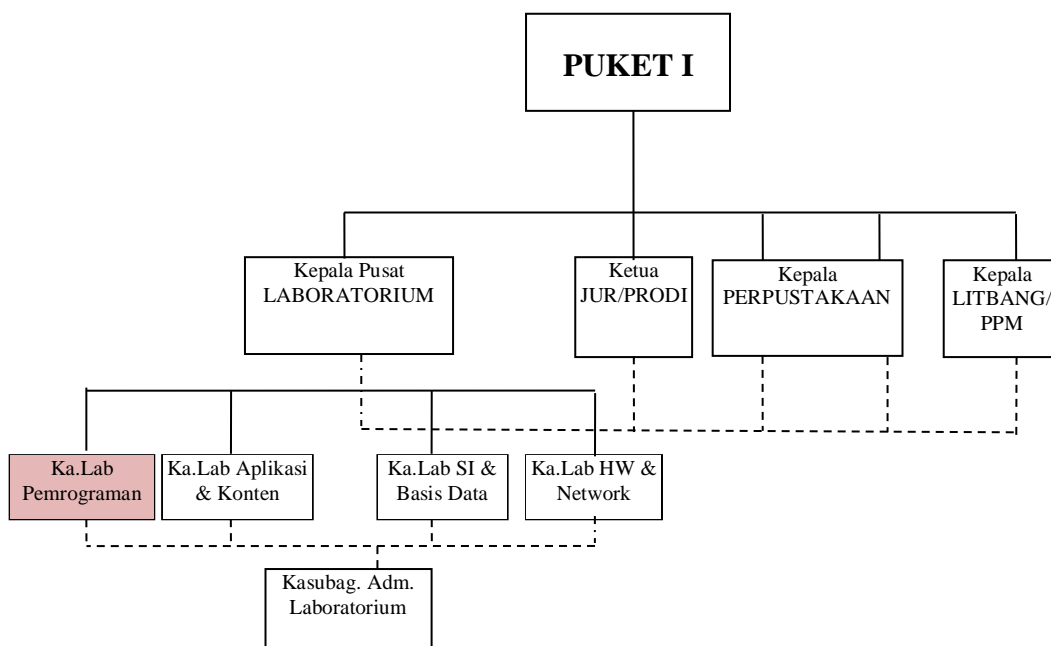 PUKET I
Kepala Pusat
LABORATORIUM
Ketua
JUR/PRODI
Kepala
PERPUSTAKAAN
Kepala
LITBANG/
PPM
Ka.Lab
Pemrograman
Ka.Lab Aplikasi
& Konten
Ka.Lab SI &
Basis Data
Ka.Lab HW &
Network
Kasubag. Adm.
Laboratorium